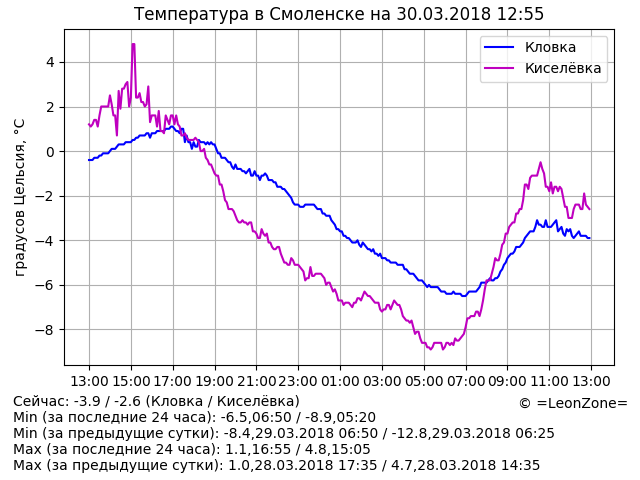 Температура в Смоленске на 30.03.2018 12:55
Кловка
Киселёвка
градусов Цельсия, °C
4
2
0
−2
−4
−6
−8
13:00 15:00 17:00 19:00 21:00 23:00 01:00 03:00 05:00 07:00 09:00 11:00 13:00
Сейчас: -3.9 / -2.6 (Кловка / Киселёвка)
© =LeonZone=
Min (за последние 24 часа): -6.5,06:50 / -8.9,05:20
Min (за предыдущие сутки): -8.4,29.03.2018 06:50 / -12.8,29.03.2018 06:25
Max (за последние 24 часа): 1.1,16:55 / 4.8,15:05
Max (за предыдущие сутки): 1.0,28.03.2018 17:35 / 4.7,28.03.2018 14:35